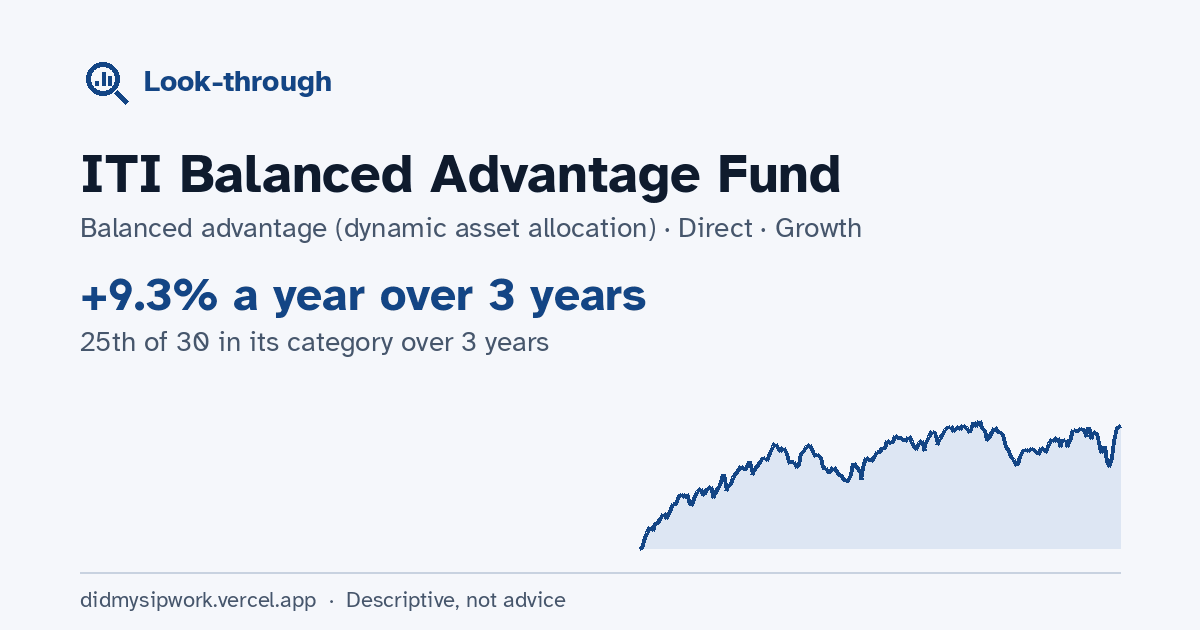 Look-through
ITI Balanced Advantage Fund
Balanced advantage (dynamic asset allocation) · Direct · Growth
+9.3% a year over 3 years
25th of 30 in its category over 3 years
didmysipwork.vercel.app · Descriptive, not advice